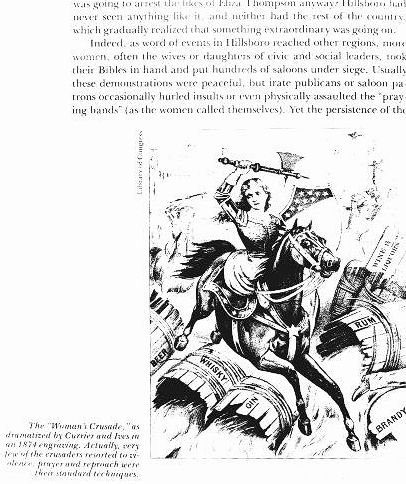 was going to arrest the likes of Eliza Thompson anyway? Hillsboro had
never seen anything like it, and neither had the rest of the country,
which gradually realized that something extraordinary was going on.
Indeed, as word of events in Hillsboro reached other regions, more
women, often the wives or daughters of civic and social leaders, took
their Bibles in hand and put hundreds of saloons under siege. Usually
these demonstrations were peaceful, but irate publicans or saloon pa-
trons occasionally hurled insults or even physically assaulted the "pray-
ing bands" (as the women called themselves). Yet the persistence of the
Library of Congress
WINE &
LIQUORS
BEER
WHISKY
GIN
RUM
BRANDY
The "Woman's Crusade," as
dramatized by Currier and Ives in
an 1874 engraving. Actually, very
few of the crusaders resorted to vi-
olence; prayer and reproach were
their standard techniques.